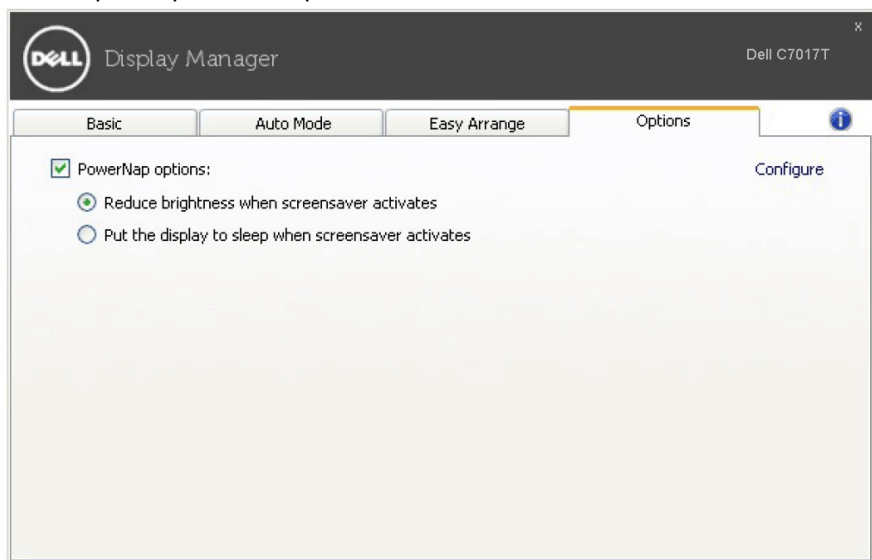 DELL Display Manager
x
Dell C7017T
Basic Auto Mode Easy Arrange Options i
PowerNap options: Configure
Reduce brightness when screensaver activates
Put the display to sleep when screensaver activates